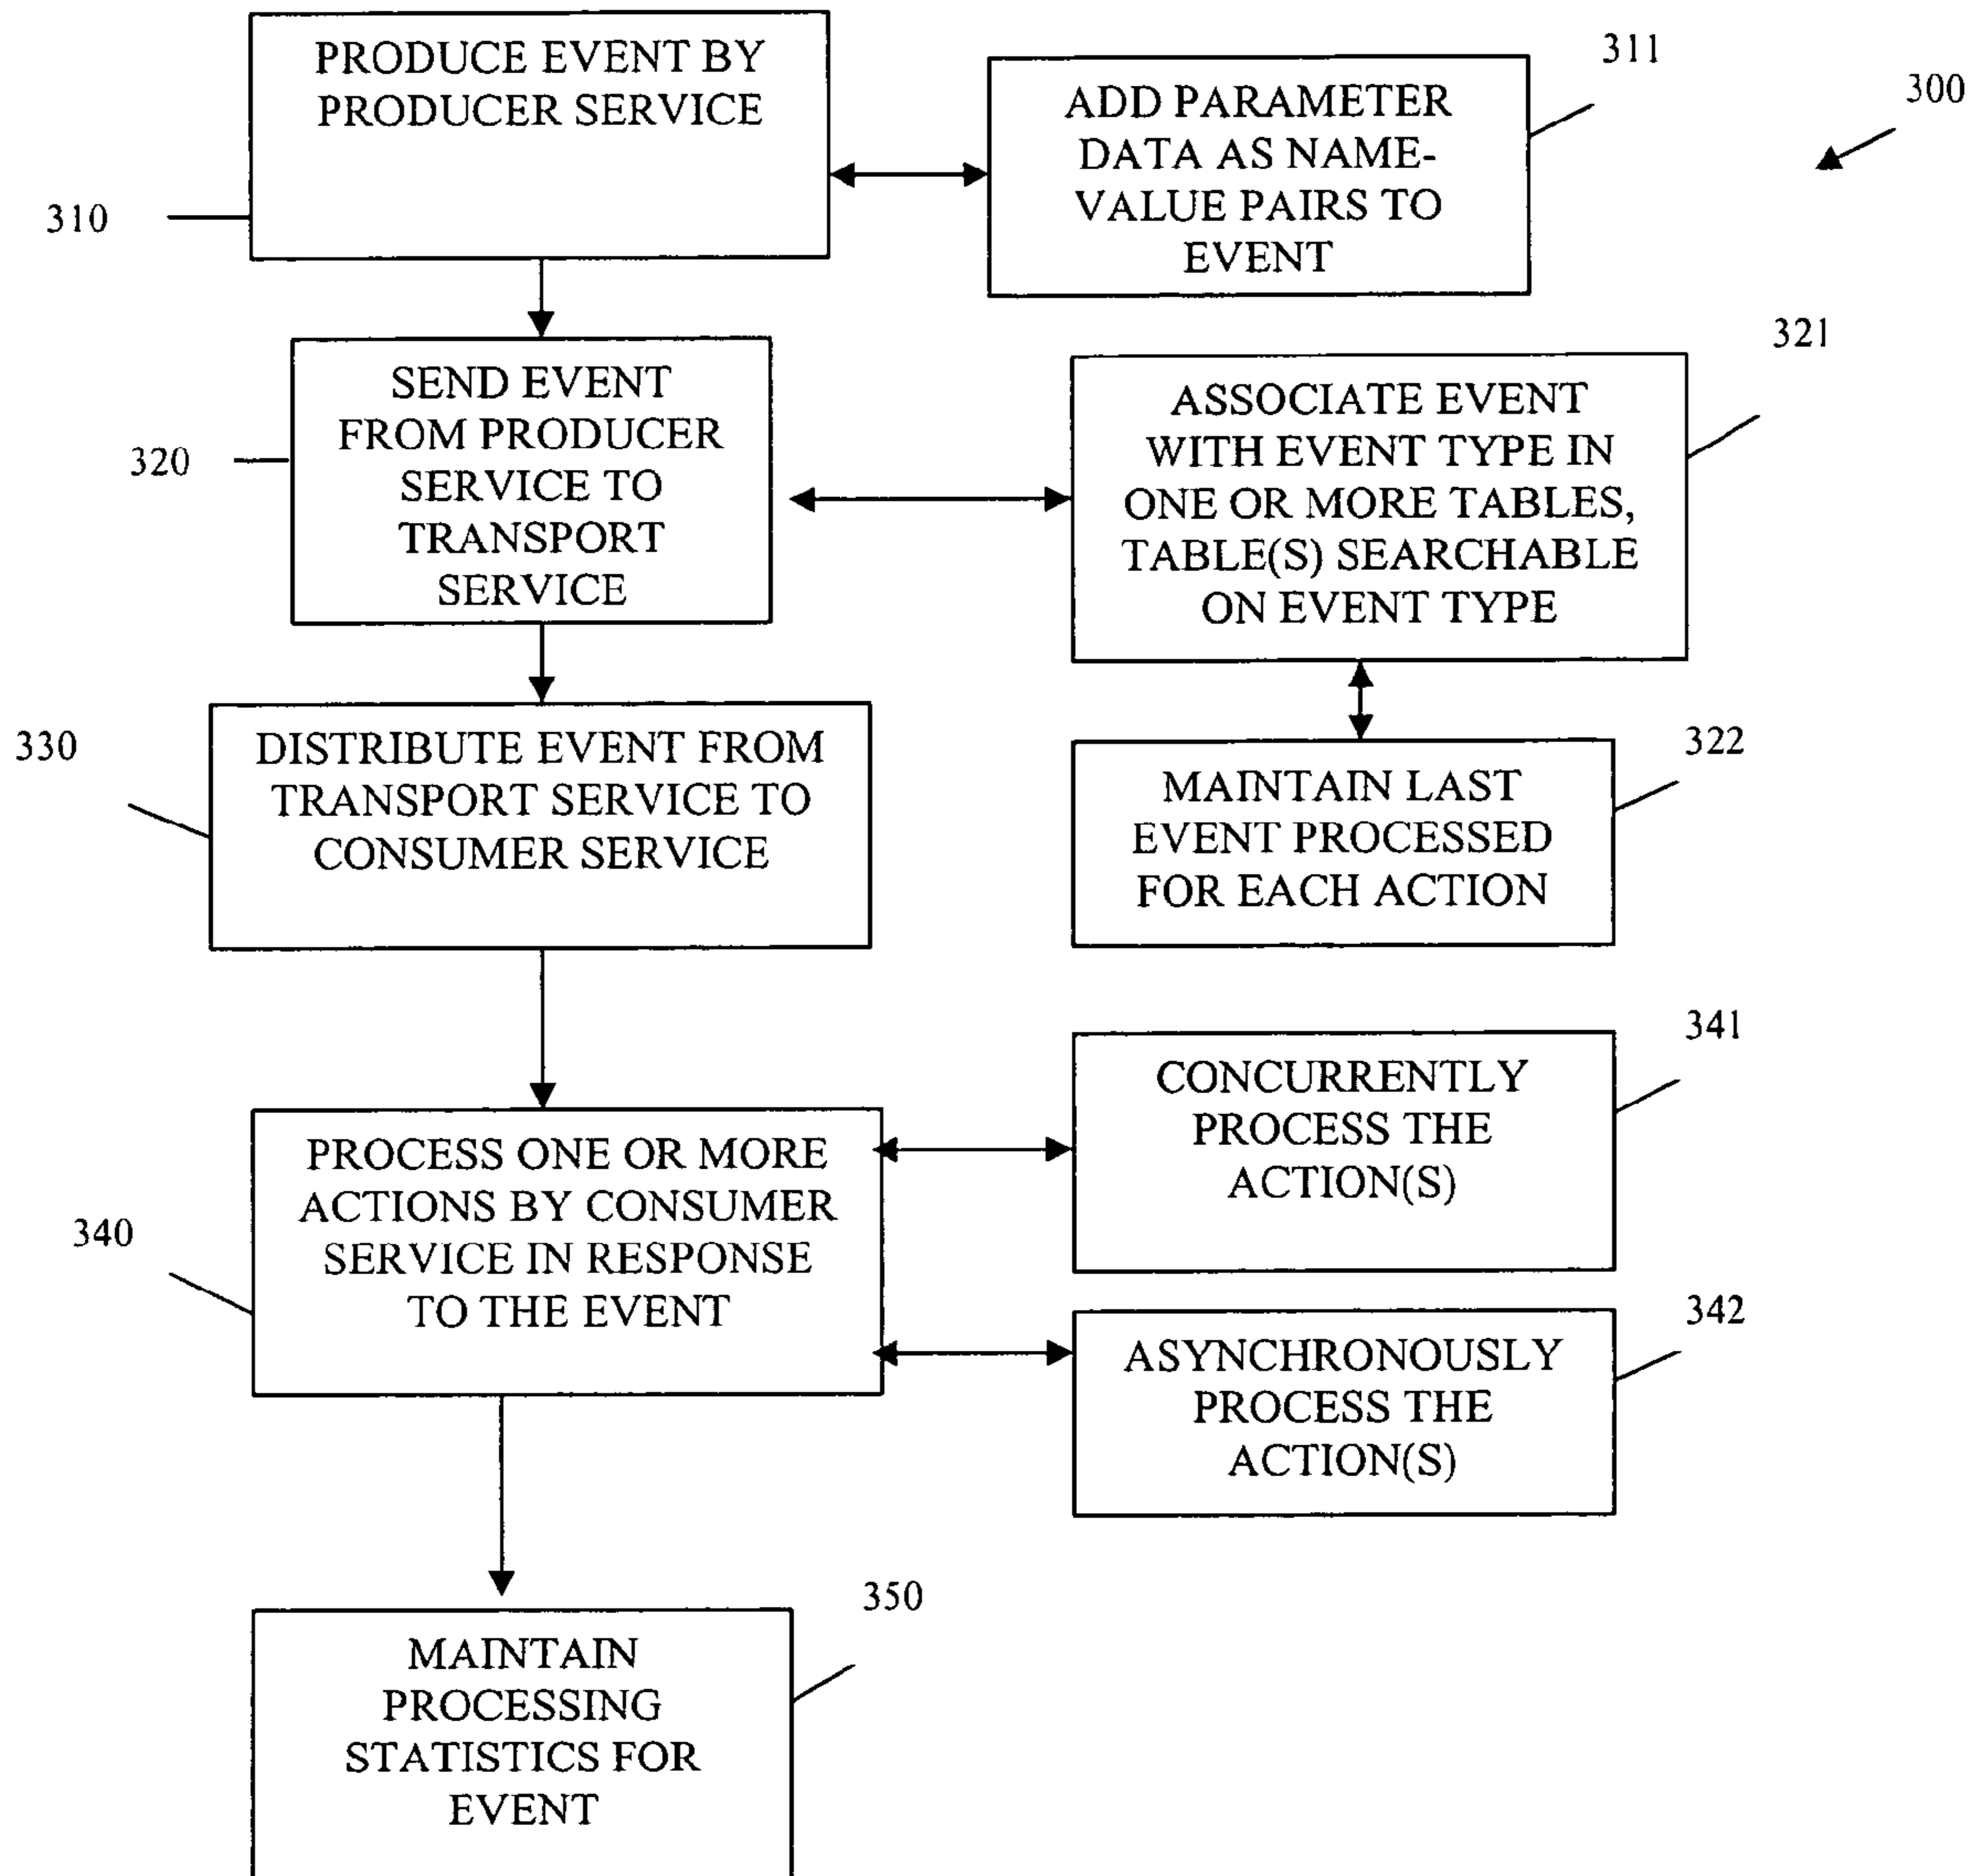 PRODUCE EVENT BY
PRODUCER SERVICE
310
ADD PARAMETER
DATA AS NAME-
VALUE PAIRS TO
EVENT
311
300
SEND EVENT
FROM PRODUCER
SERVICE TO
TRANSPORT
SERVICE
320
ASSOCIATE EVENT
WITH EVENT TYPE IN
ONE OR MORE TABLES,
TABLE(S) SEARCHABLE
ON EVENT TYPE
321
330
DISTRIBUTE EVENT FROM
TRANSPORT SERVICE TO
CONSUMER SERVICE
MAINTAIN LAST
EVENT PROCESSED
FOR EACH ACTION
322
340
PROCESS ONE OR MORE
ACTIONS BY CONSUMER
SERVICE IN RESPONSE
TO THE EVENT
CONCURRENTLY
PROCESS THE
ACTION(S)
341
ASYNCHRONOUSLY
PROCESS THE
ACTION(S)
342
MAINTAIN
PROCESSING
STATISTICS FOR
EVENT
350